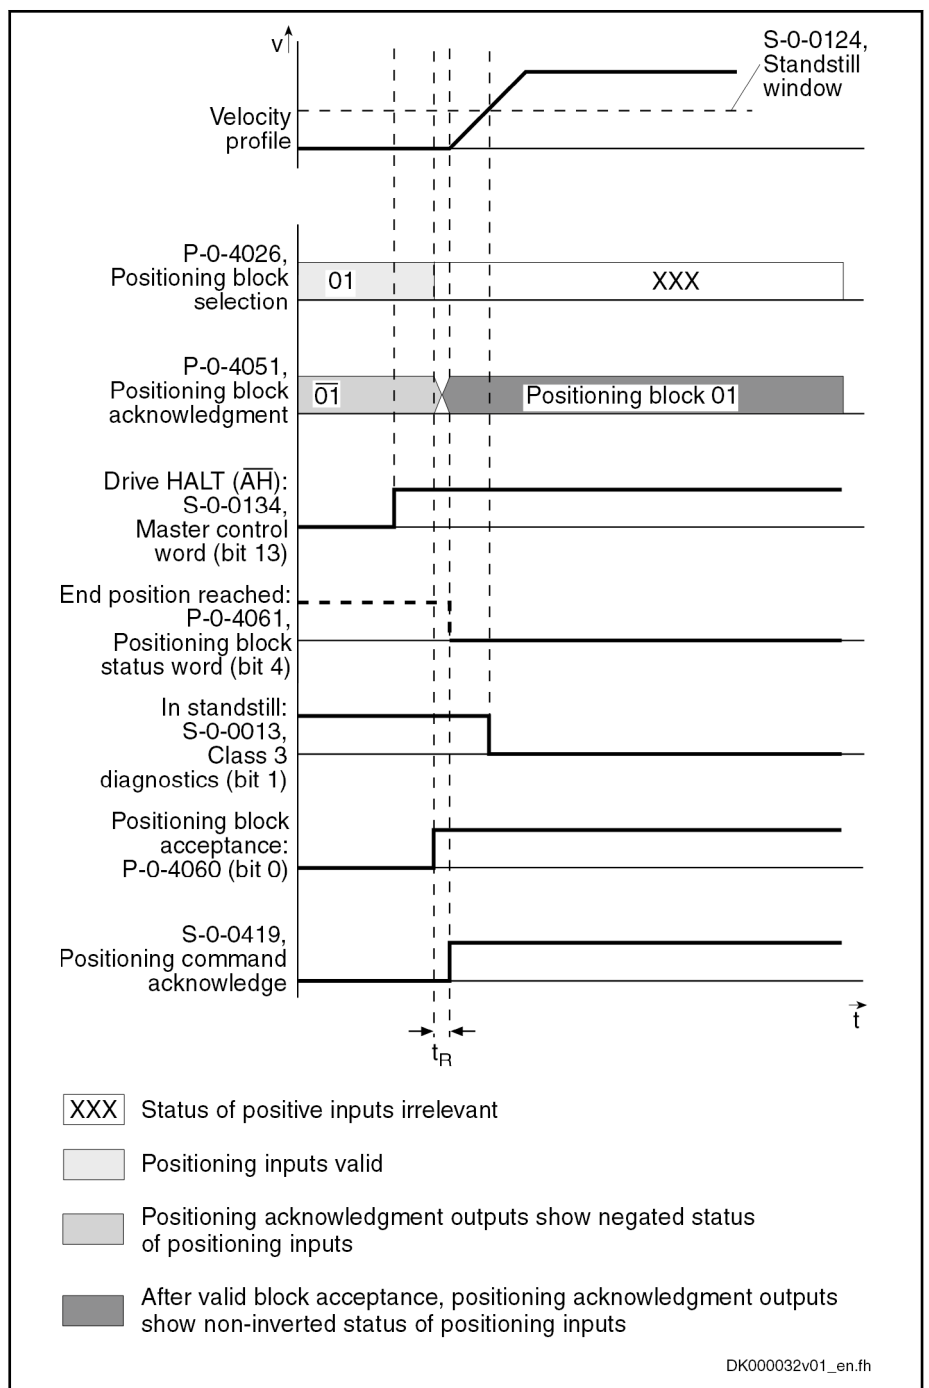 v
S-0-0124,
Standstill
window
Velocity
profile
P-0-4026,
Positioning block
selection
01
XXX
P-0-4051,
Positioning block
acknowledgment
0̅1̅
Positioning block 01
Drive HALT (A̅H̅):
S-0-0134,
Master control
word (bit 13)
End position reached:
P-0-4061,
Positioning block
status word (bit 4)
In standstill:
S-0-0013,
Class 3
diagnostics (bit 1)
Positioning block
acceptance:
P-0-4060 (bit 0)
S-0-0419,
Positioning command
acknowledge
t
tR
XXX Status of positive inputs irrelevant
Positioning inputs valid
Positioning acknowledgment outputs show negated status
of positioning inputs
After valid block acceptance, positioning acknowledgment outputs
show non-inverted status of positioning inputs
DK000032v01_en.fh